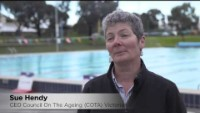 Sue Hendy
CEO Council On The Ageing (COTA) Victoria